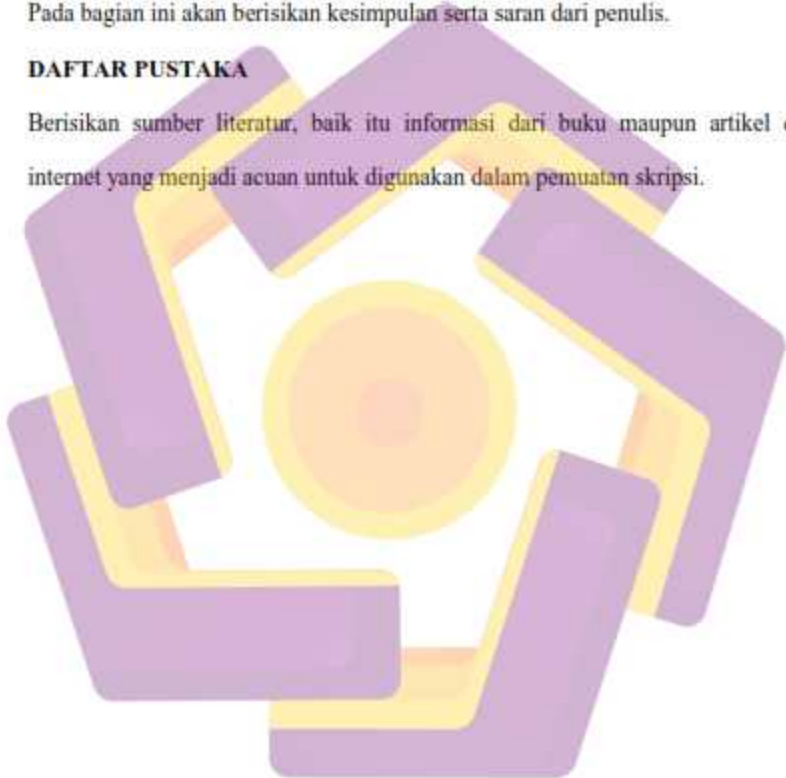 Pada bagian ini akan berisikan kesimpulan serta saran dari penulis.
DAFTAR PUSTAKA
Berisikan sumber literatur, baik itu informasi dari buku maupun artikel
internet yang menjadi acuan untuk digunakan dalam pemuatan skripsi.